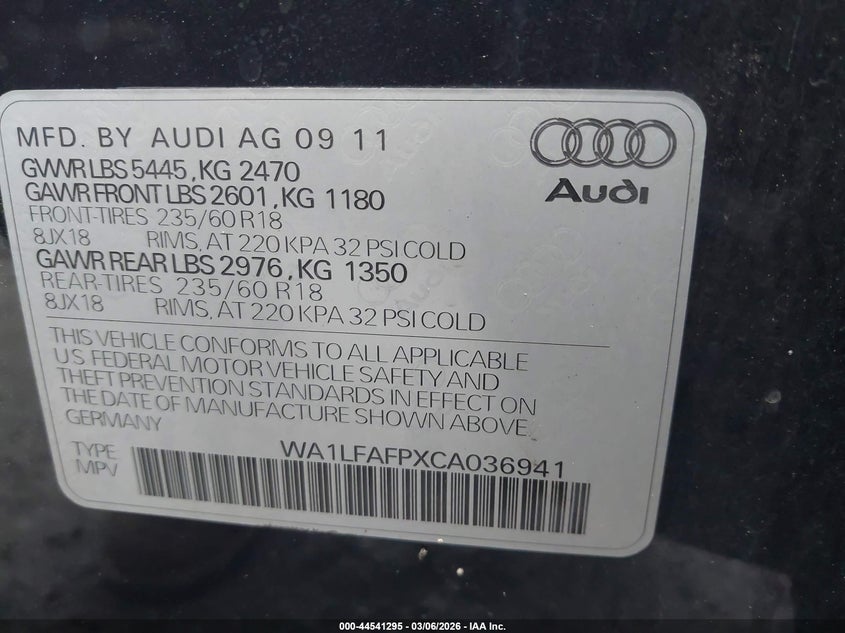 MFD. BY AUDI AG 09 11
Audi
GVWR LBS 5445, KG 2470
GAWR FRONT LBS 2601, KG 1180
FRONT-TIRES 235/60 R18
8JX18 RIMS, AT 220 KPA 32 PSI COLD
GAWR REAR LBS 2976, KG 1350
REAR-TIRES 235/60 R18
8JX18 RIMS, AT 220 KPA 32 PSI COLD
THIS VEHICLE CONFORMS TO ALL APPLICABLE
U.S. FEDERAL MOTOR VEHICLE SAFETY AND
THEFT PREVENTION STANDARDS IN EFFECT ON
THE DATE OF MANUFACTURE SHOWN ABOVE.
GERMANY
TYPE WA1LFAFPXCA036941
MPV
000-44541295 - 03/06/2026 - IAA Inc.